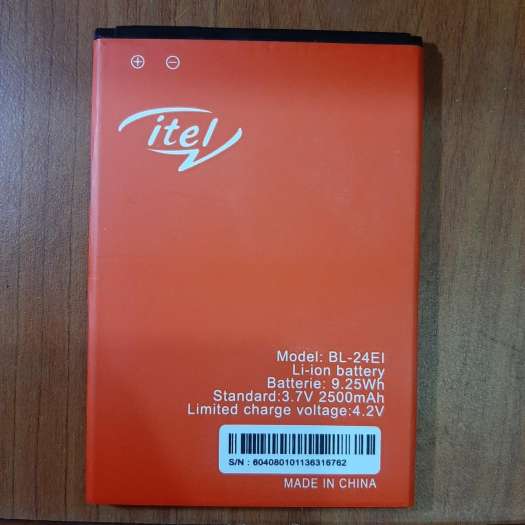 itel
Model: BL-24EI
Li-ion battery
Batterie: 9.25Wh
Standard:3.7V 2500mAh
Limited charge voltage:4.2V
S/N : 604080101136316762
MADE IN CHINA